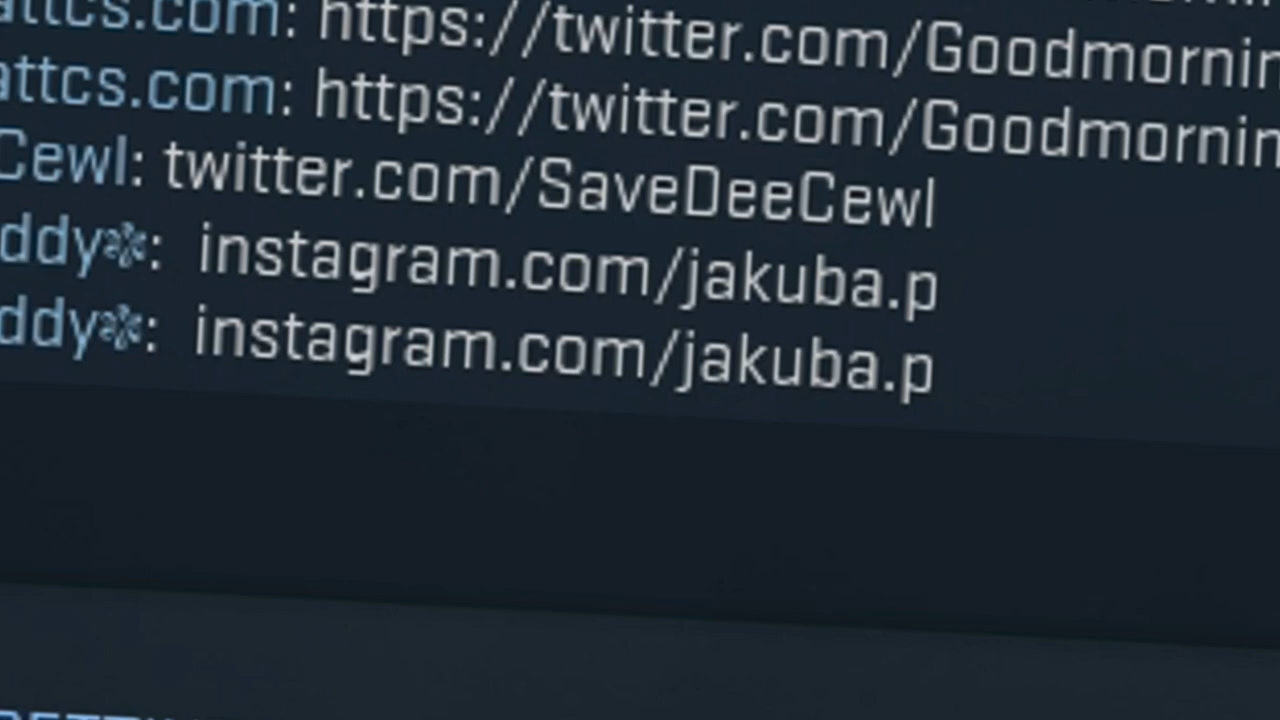 attcs.com: https://twitter.com/Goodmornin
attcs.com: https://twitter.com/Goodmornin
Cewl: twitter.com/SaveDeeCewl
ddy✽: instagram.com/jakuba.p
ddy✽: instagram.com/jakuba.p